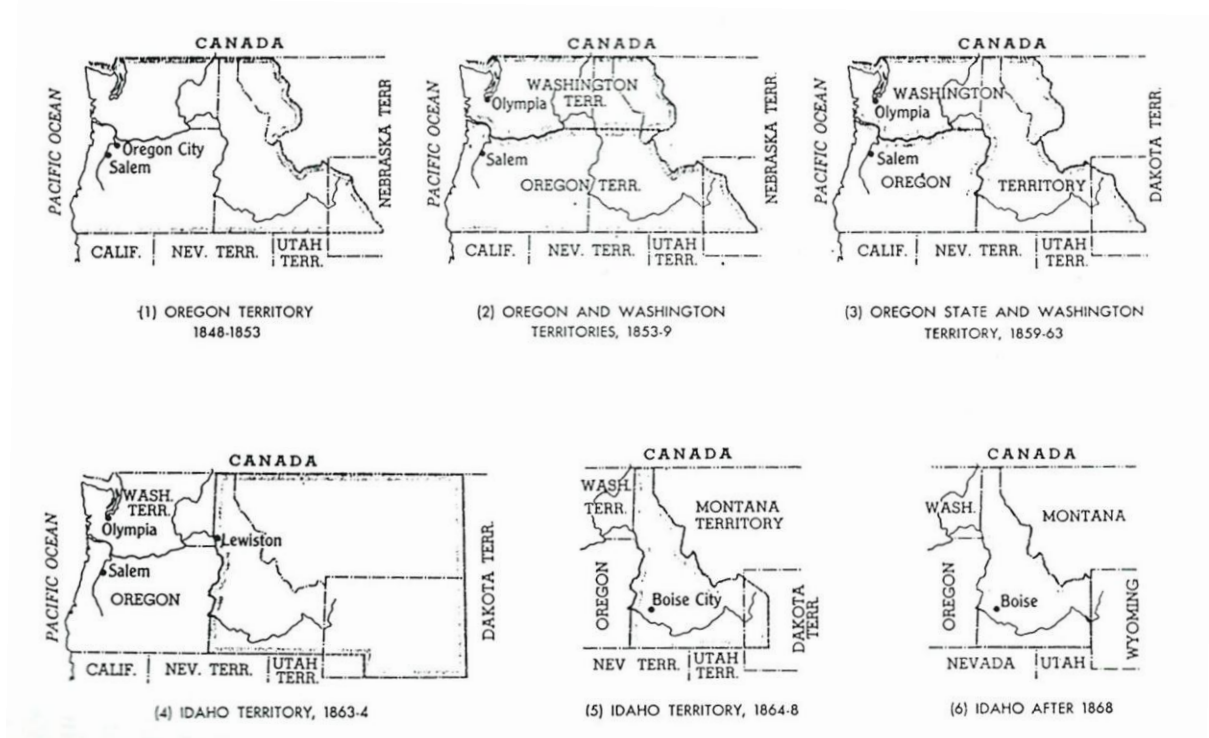 CANADA
PACIFIC OCEAN
Oregon City
Salem
NEBRASKA TERR
CALIF.
NEV. TERR.
UTAH
TERR.
(1) OREGON TERRITORY
1848-1853
CANADA
PACIFIC OCEAN
WASHINGTON
TERR.
Olympia
Salem
OREGON TERR.
NEBRASKA TERR.
CALIF.
NEV. TERR.
UTAH
TERR.
(2) OREGON AND WASHINGTON
TERRITORIES, 1853-9
CANADA
PACIFIC OCEAN
WASHINGTON
Olympia
Salem
OREGON
TERRITORY
DAKOTA TERR.
CALIF.
NEV. TERR.
UTAH
TERR.
(3) OREGON STATE AND WASHINGTON
TERRITORY, 1859-63
CANADA
PACIFIC OCEAN
WASH.
TERR.
Olympia
Lewiston
Salem
OREGON
DAKOTA TERR.
CALIF.
NEV. TERR.
UTAH
TERR.
(4) IDAHO TERRITORY, 1863-4
CANADA
WASH.
TERR.
MONTANA
TERRITORY
OREGON
Boise City
DAKOTA
TERR.
NEV TERR.
UTAH
TERR.
(5) IDAHO TERRITORY, 1864-8
CANADA
WASH.
MONTANA
OREGON
Boise
WYOMING
NEVADA
UTAH
(6) IDAHO AFTER 1868